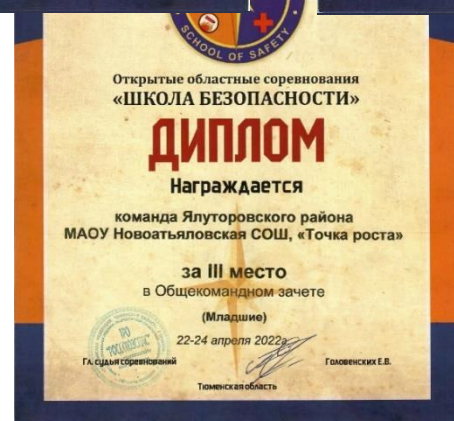 SCHOOL OF SAFETY
Открытые областные соревнования
«ШКОЛА БЕЗОПАСНОСТИ»
ДИПЛОМ
Награждается
команда Ялуторовского района
МАОУ Новоатьяловская СОШ, «Точка роста»
за III место
в Общекомандном зачете
(Младшие)
22-24 апреля 2022г.
Гл. судья соревнований
Головенских Е.В.
Тюменская область